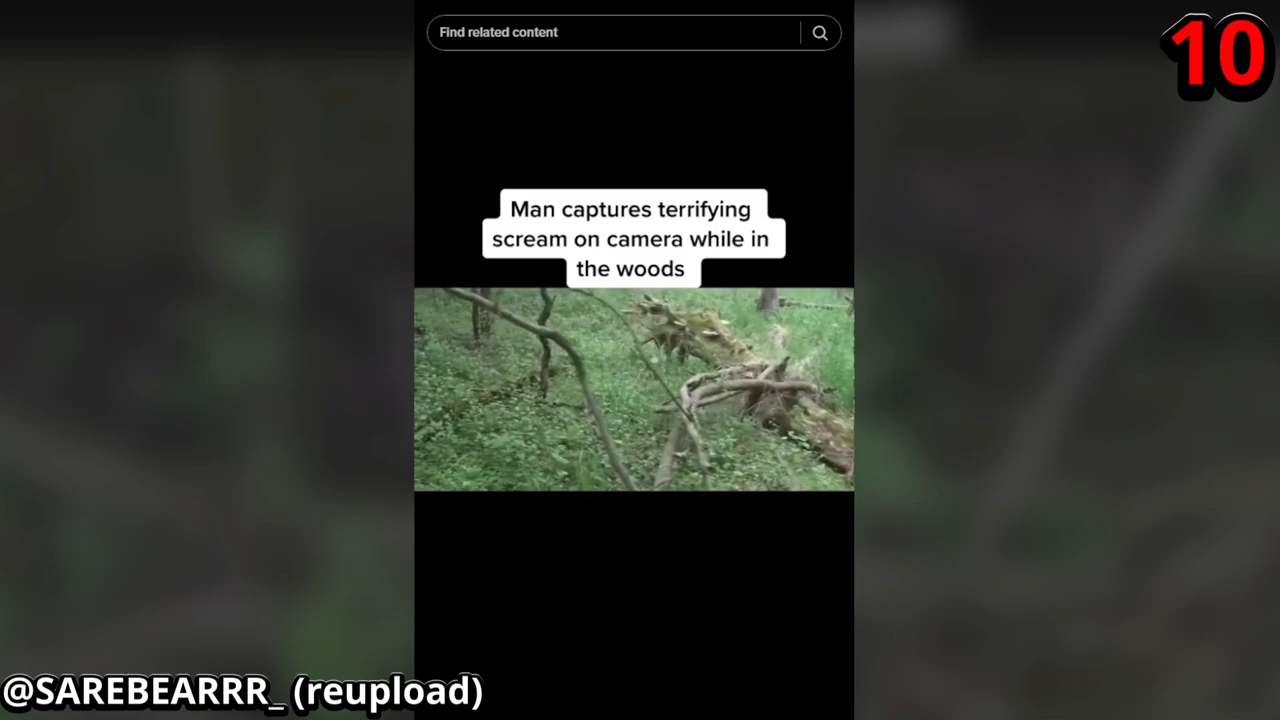 Find related content
10
Man captures terrifying
scream on camera while in
the woods
@SAREBEARRR_ (reupload)